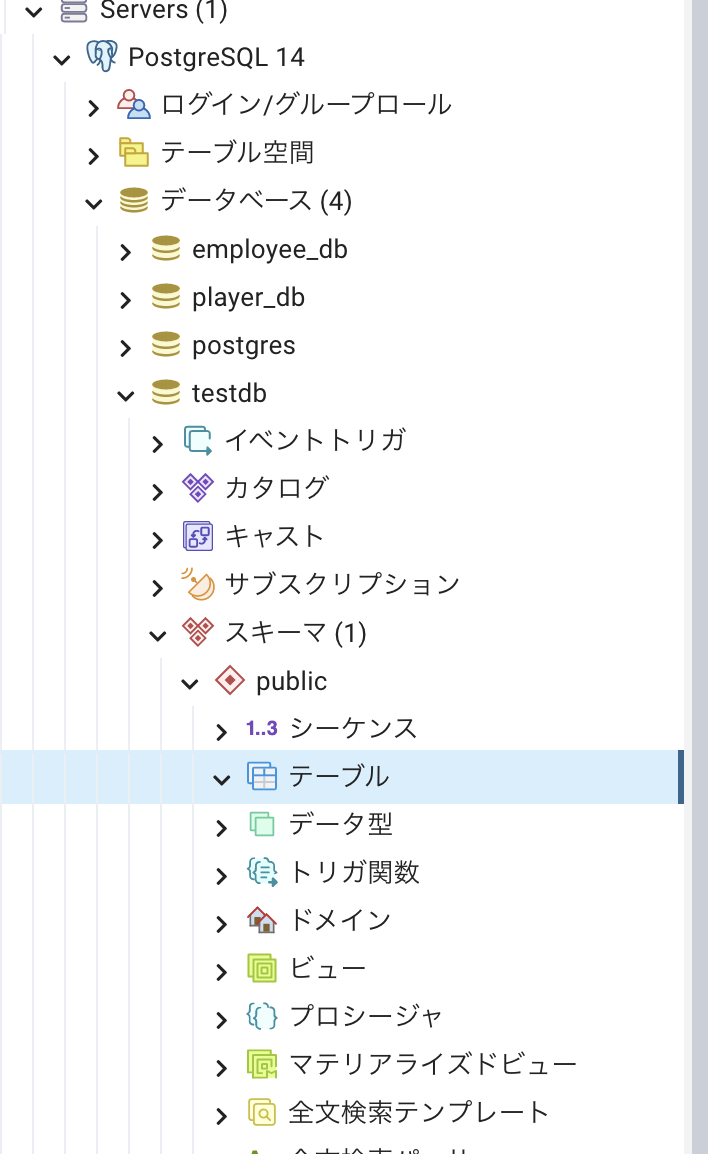 Servers (1)
PostgreSQL 14
ログイン/グループロール
テーブル空間
データベース (4)
employee_db
player_db
postgres
testdb
イベントトリガ
カタログ
キャスト
サブスクリプション
スキーマ (1)
public
1..3 シーケンス
テーブル
データ型
トリガ関数
ドメイン
ビュー
プロシージャ
マテリアライズドビュー
全文検索テンプレート